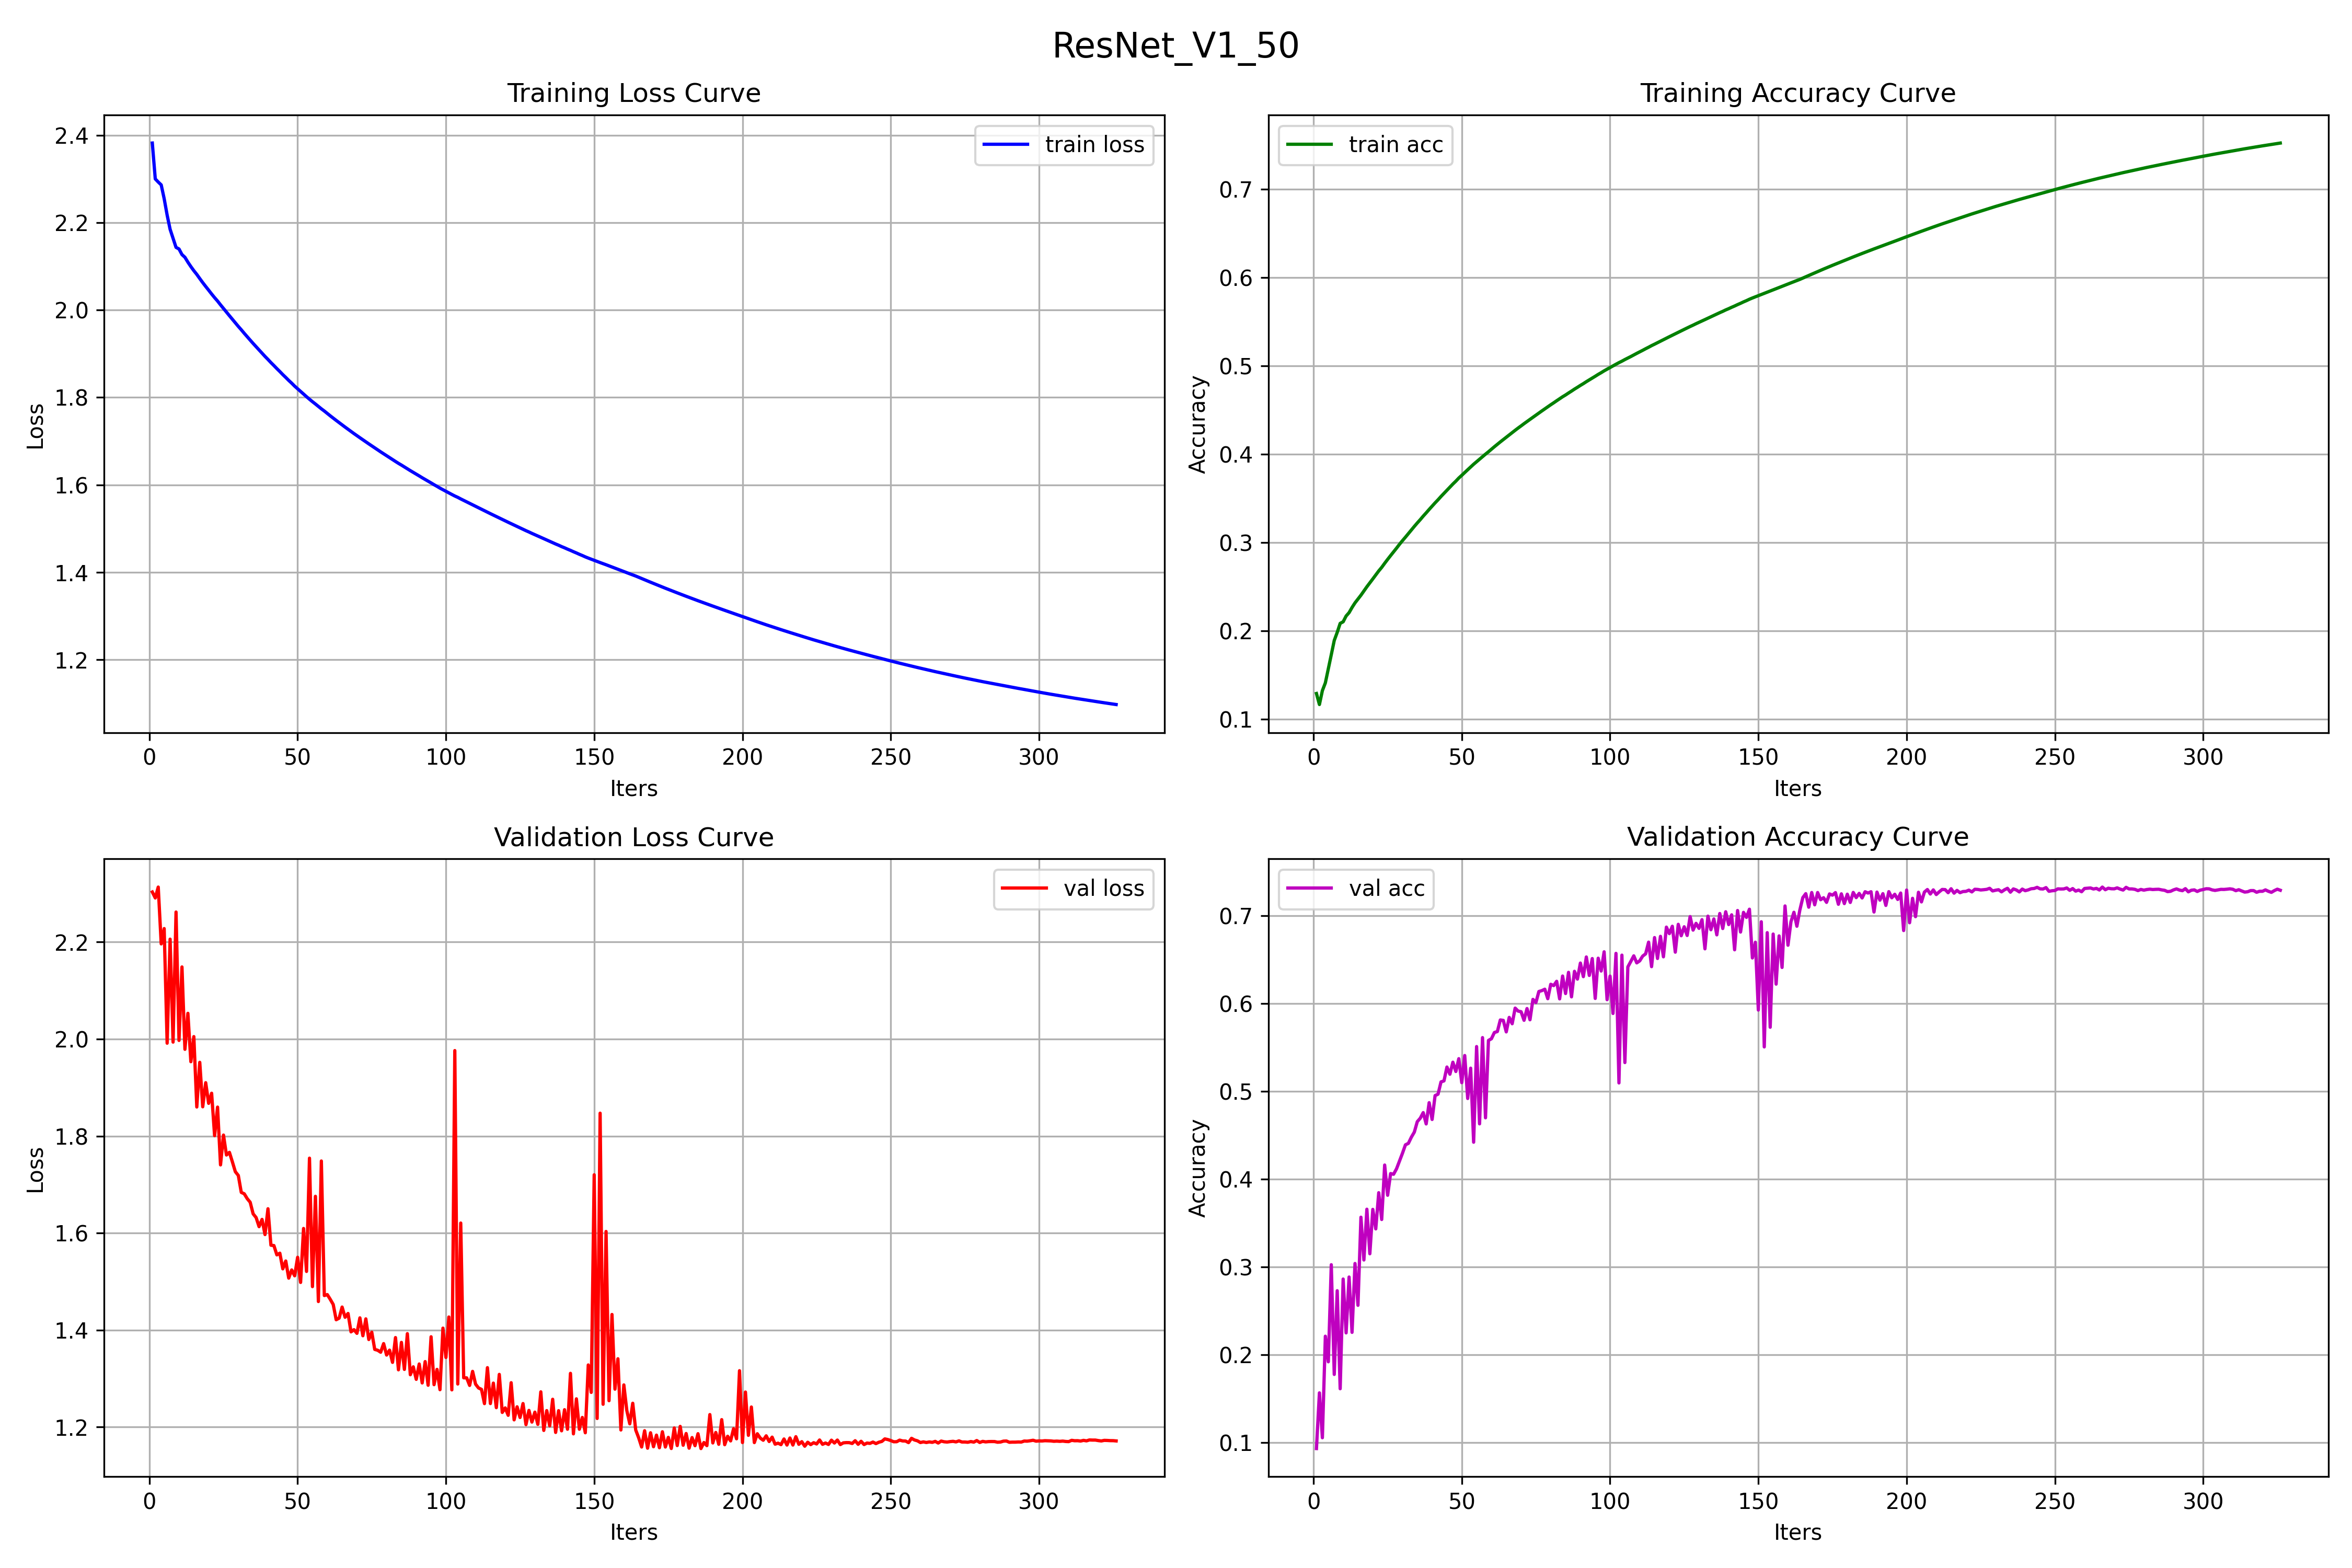 ResNet_V1_50
Training Loss Curve
train loss
2.4
2.2
2.0
1.8
1.6
1.4
1.2
Loss
0 50 100 150 200 250 300
Iters
Training Accuracy Curve
train acc
0.7
0.6
0.5
0.4
0.3
0.2
0.1
Accuracy
0 50 100 150 200 250 300
Iters
Validation Loss Curve
val loss
2.2
2.0
1.8
1.6
1.4
1.2
Loss
0 50 100 150 200 250 300
Iters
Validation Accuracy Curve
val acc
0.7
0.6
0.5
0.4
0.3
0.2
0.1
Accuracy
0 50 100 150 200 250 300
Iters